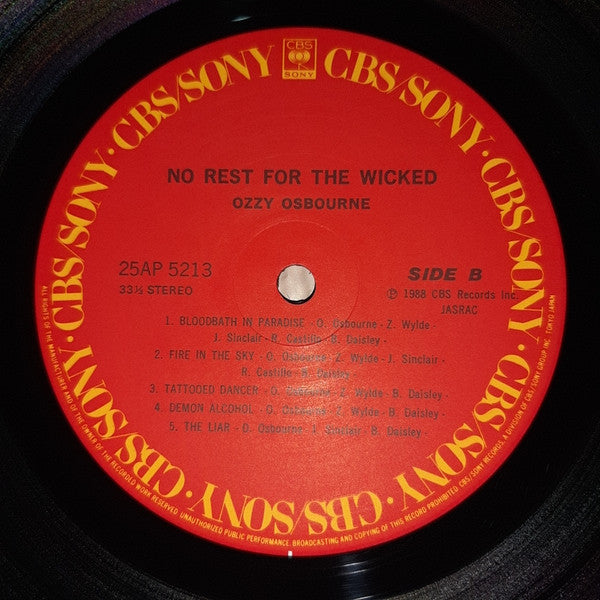 CBS/SONY · CBS/SONY · CBS/SONY · CBS/SONY · CBS/SONY · CBS/SONY · CBS/SONY · CBS/SONY
CBS
SONY
NO REST FOR THE WICKED
OZZY OSBOURNE
25AP 5213
SIDE B
33⅓ STEREO
℗ 1988 CBS Records Inc.
JASRAC
1. BLOODBATH IN PARADISE - O. Osbourne - Z. Wylde -
J. Sinclair - R. Castillo - B. Daisley -
2. FIRE IN THE SKY - O. Osbourne - Z. Wylde - J. Sinclair -
R. Castillo - B. Daisley -
3. TATTOOED DANCER - O. Osbourne - Z. Wylde - B. Daisley -
4. DEMON ALCOHOL - O. Osbourne - Z. Wylde - B. Daisley -
5. THE LIAR - O. Osbourne - J. Sinclair - B. Daisley -
ALL RIGHTS OF THE MANUFACTURER AND OF THE OWNER OF THE RECORDED WORK RESERVED. UNAUTHORIZED PUBLIC PERFORMANCE, BROADCASTING AND COPYING OF THIS RECORD PROHIBITED. CBS/SONY RECORDS, A DIVISION OF CBS/SONY GROUP INC. TOKYO JAPAN